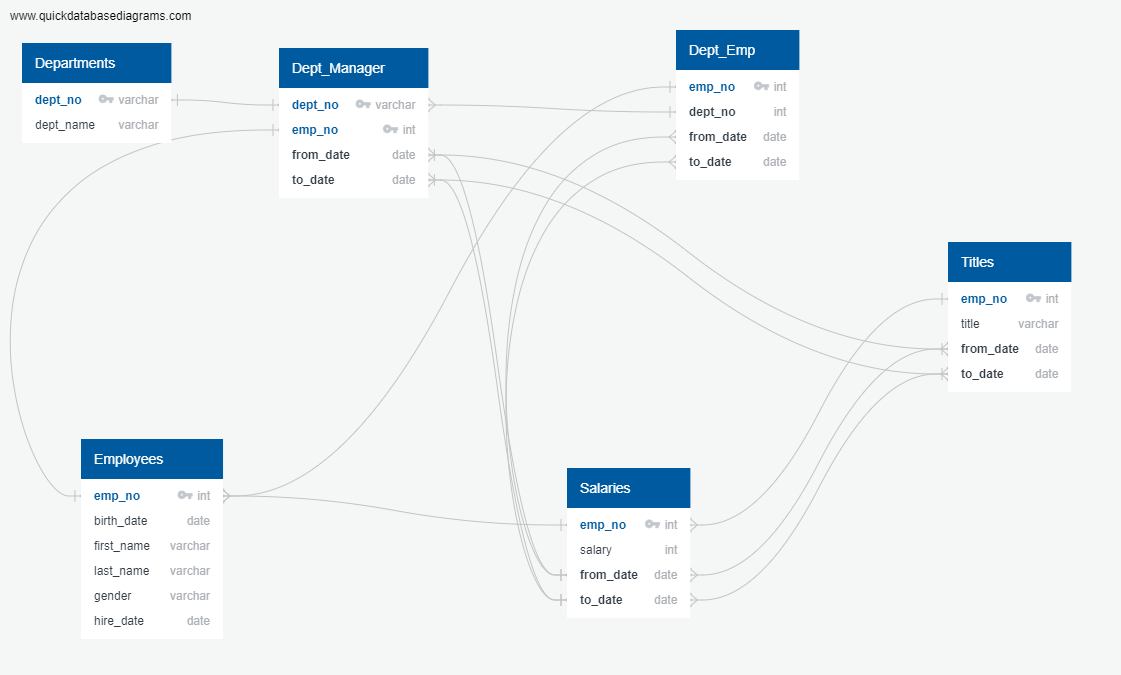 www.quickdatabasediagrams.com
Departments
dept_no varchar
dept_name varchar
Dept_Manager
dept_no varchar
emp_no int
from_date date
to_date date
Dept_Emp
emp_no int
dept_no int
from_date date
to_date date
Titles
emp_no int
title varchar
from_date date
to_date date
Employees
emp_no int
birth_date date
first_name varchar
last_name varchar
gender varchar
hire_date date
Salaries
emp_no int
salary int
from_date date
to_date date